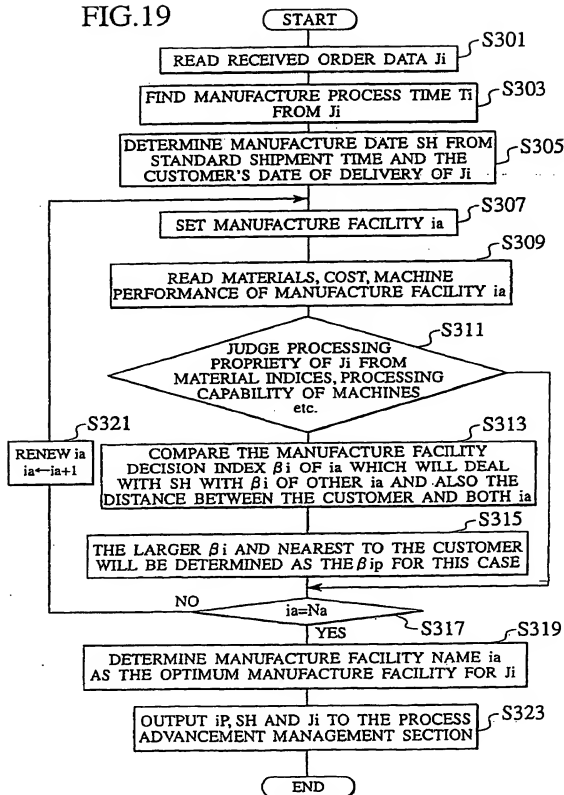 FIG.19
START
S301
READ RECEIVED ORDER DATA Ji
S303
FIND MANUFACTURE PROCESS TIME Ti
FROM Ji
S305
DETERMINE MANUFACTURE DATE SH FROM
STANDARD SHIPMENT TIME AND THE
CUSTOMER'S DATE OF DELIVERY OF Ji
S307
SET MANUFACTURE FACILITY ia
S309
READ MATERIALS, COST, MACHINE
PERFORMANCE OF MANUFACTURE FACILITY ia
S311
JUDGE PROCESSING
PROPRIETY OF Ji FROM
MATERIAL INDICES, PROCESSING
CAPABILITY OF MACHINES
etc.
S321
RENEW ia
ia←ia+1
S313
COMPARE THE MANUFACTURE FACILITY
DECISION INDEX βi OF ia WHICH WILL DEAL
WITH SH WITH βi OF OTHER ia AND ALSO THE
DISTANCE BETWEEN THE CUSTOMER AND BOTH ia
S315
THE LARGER βi AND NEAREST TO THE CUSTOMER
WILL BE DETERMINED AS THE βip FOR THIS CASE
NO
ia=Na
S317
YES
S319
DETERMINE MANUFACTURE FACILITY NAME ia
AS THE OPTIMUM MANUFACTURE FACILITY FOR Ji
S323
OUTPUT iP, SH AND Ji TO THE PROCESS
ADVANCEMENT MANAGEMENT SECTION
END